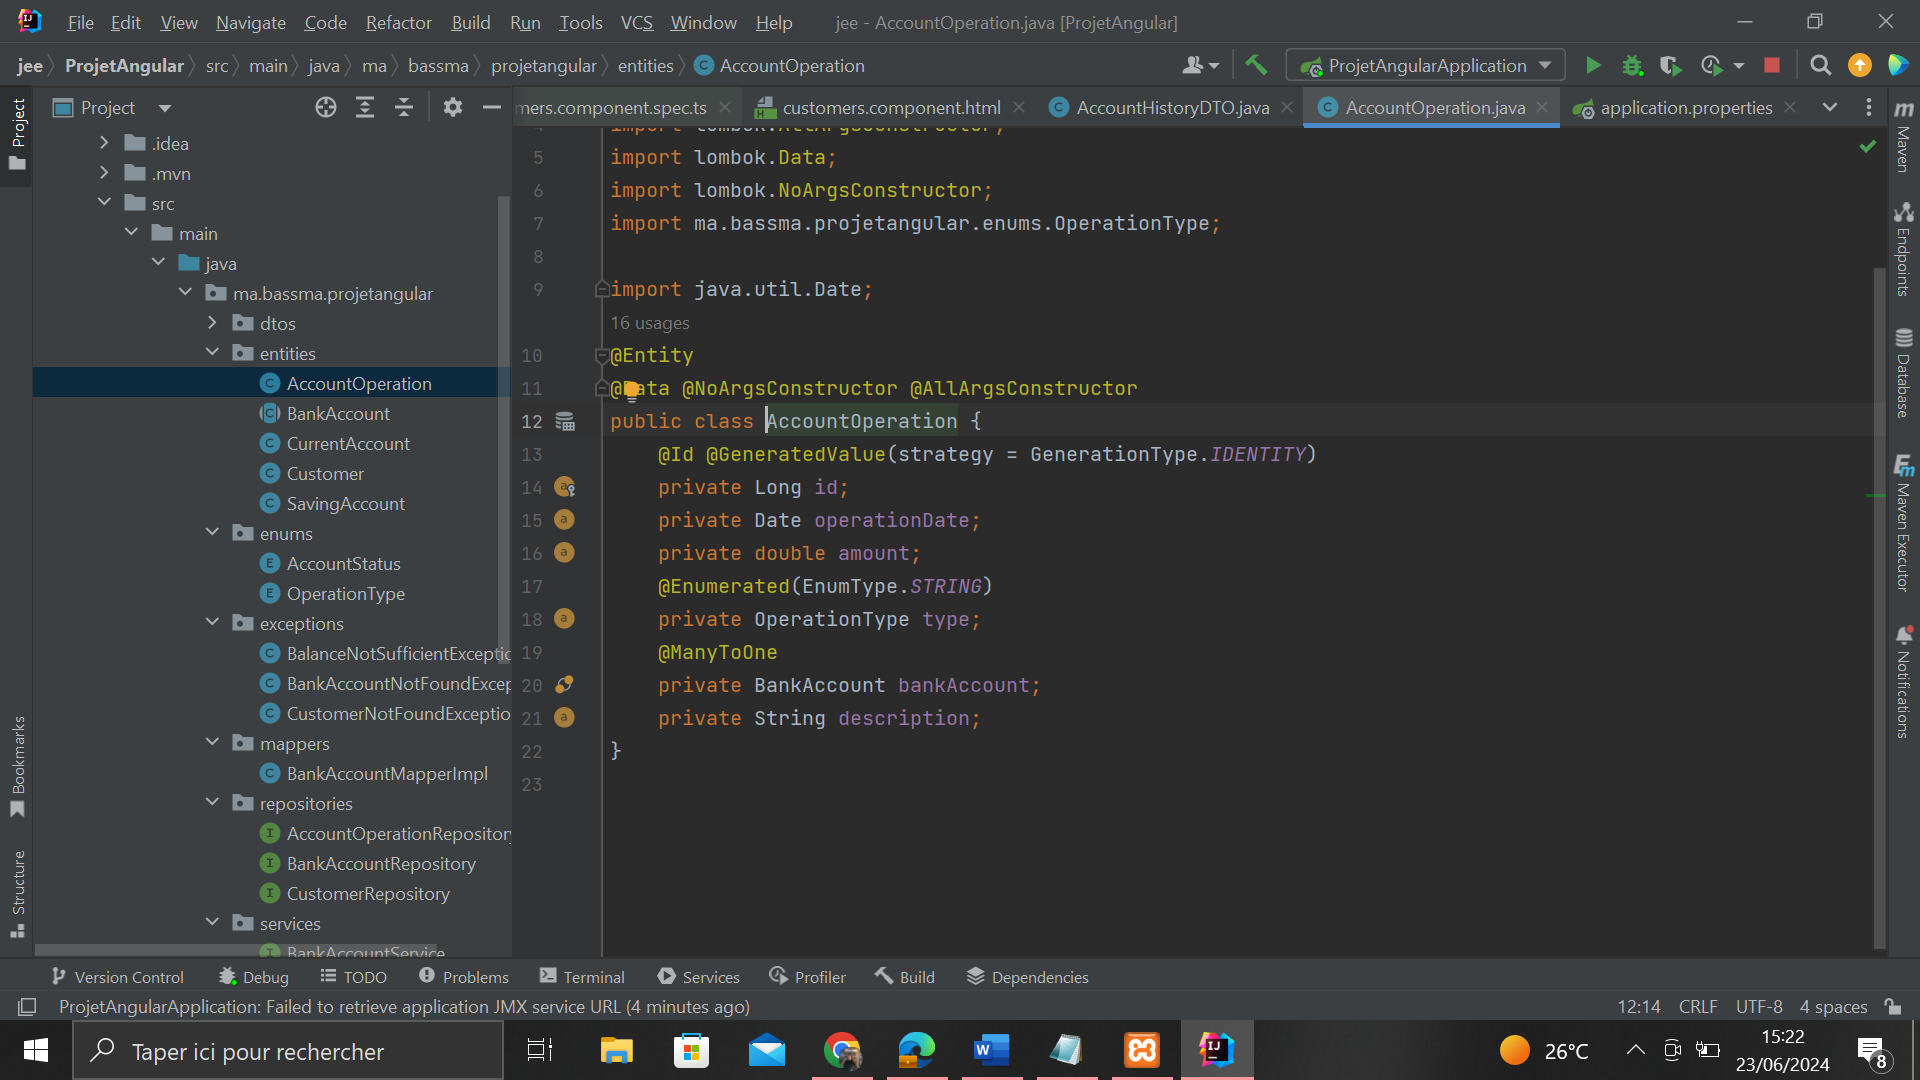 File Edit View Navigate Code Refactor Build Run Tools VCS Window Help jee - AccountOperation.java [ProjetAngular]
jee ProjetAngular src main java ma bassma projetangular entities AccountOperation ProjetAngularApplication
Project
mers.component.spec.ts customers.component.html AccountHistoryDTO.java AccountOperation.java application.properties
Project
Bookmarks
Structure
.idea
.mvn
src
main
java
ma.bassma.projetangular
dtos
entities
AccountOperation
BankAccount
CurrentAccount
Customer
SavingAccount
enums
AccountStatus
OperationType
exceptions
BalanceNotSufficientExceptio
BankAccountNotFoundExcep
CustomerNotFoundExceptio
mappers
BankAccountMapperImpl
repositories
AccountOperationRepository
BankAccountRepository
CustomerRepository
services
BankAccountService
4 import lombok.AllArgsConstructor;
5 import lombok.Data;
6 import lombok.NoArgsConstructor;
7 import ma.bassma.projetangular.enums.OperationType;
8
9 import java.util.Date;
16 usages
10 @Entity
11 @Data @NoArgsConstructor @AllArgsConstructor
12 public class AccountOperation {
13 @Id @GeneratedValue(strategy = GenerationType.IDENTITY)
14 private Long id;
15 private Date operationDate;
16 private double amount;
17 @Enumerated(EnumType.STRING)
18 private OperationType type;
19 @ManyToOne
20 private BankAccount bankAccount;
21 private String description;
22 }
23
Maven
Endpoints
Database
Maven Executor
Notifications
Version Control Debug TODO Problems Terminal Services Profiler Build Dependencies
ProjetAngularApplication: Failed to retrieve application JMX service URL (4 minutes ago) 12:14 CRLF UTF-8 4 spaces
Taper ici pour rechercher
26°C
15:22
23/06/2024
8